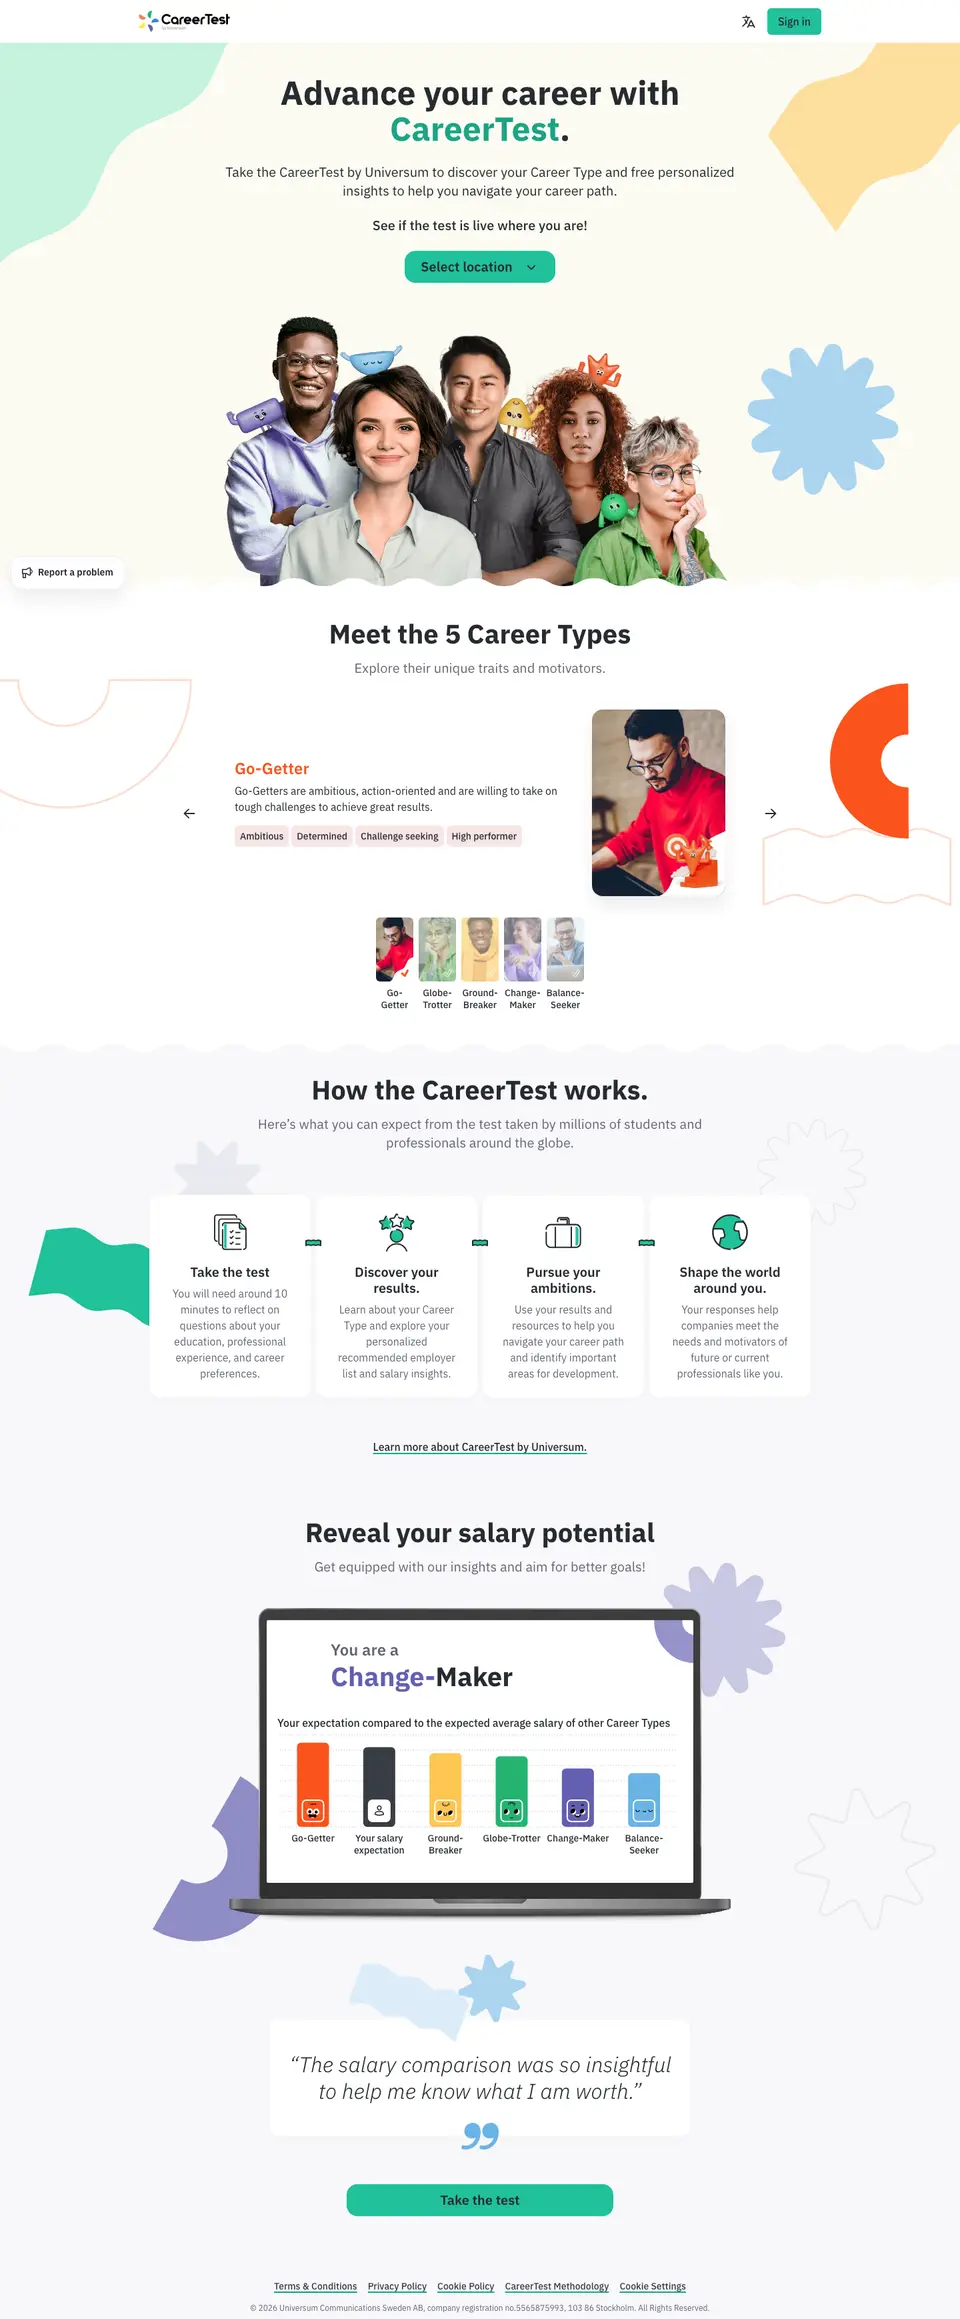 CareerTest
by Universum
Sign in
Advance your career with
CareerTest.
Take the CareerTest by Universum to discover your Career Type and free personalized
insights to help you navigate your career path.
See if the test is live where you are!
Select location
Report a problem
Meet the 5 Career Types
Explore their unique traits and motivators.
Go-Getter
Go-Getters are ambitious, action-oriented and are willing to take on
tough challenges to achieve great results.
Ambitious Determined Challenge seeking High performer
Go-
Getter
Globe-
Trotter
Ground-
Breaker
Change-
Maker
Balance-
Seeker
How the CareerTest works.
Here's what you can expect from the test taken by millions of students and
professionals around the globe.
Take the test
You will need around 10
minutes to reflect on
questions about your
education, professional
experience, and career
preferences.
Discover your
results.
Learn about your Career
Type and explore your
personalized
recommended employer
list and salary insights.
Pursue your
ambitions.
Use your results and
resources to help you
navigate your career path
and identify important
areas for development.
Shape the world
around you.
Your responses help
companies meet the
needs and motivators of
future or current
professionals like you.
Learn more about CareerTest by Universum.
Reveal your salary potential
Get equipped with our insights and aim for better goals!
You are a
Change-Maker
Your expectation compared to the expected average salary of other Career Types
Go-Getter
Your salary
expectation
Ground-
Breaker
Globe-Trotter
Change-Maker
Balance-
Seeker
“The salary comparison was so insightful
to help me know what I am worth.”
Take the test
Terms & Conditions Privacy Policy Cookie Policy CareerTest Methodology Cookie Settings
© 2026 Universum Communications Sweden AB, company registration no.5565875993, 103 86 Stockholm. All Rights Reserved.